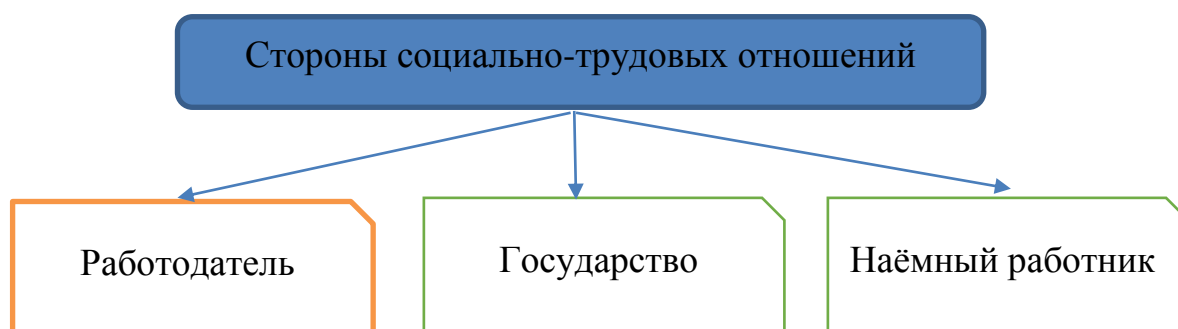 Стороны социально-трудовых отношений
Работодатель
Государство
Наёмный работник